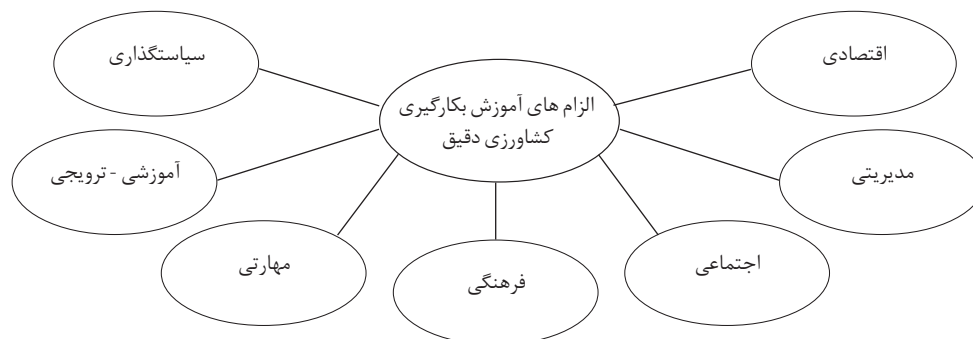 اقتصادی
سیاستگذاری
الزام های آموزش بکارگیری
کشاورزی دقیق
مدیریتی
آموزشی - ترویجی
اجتماعی
مهارتی
فرهنگی